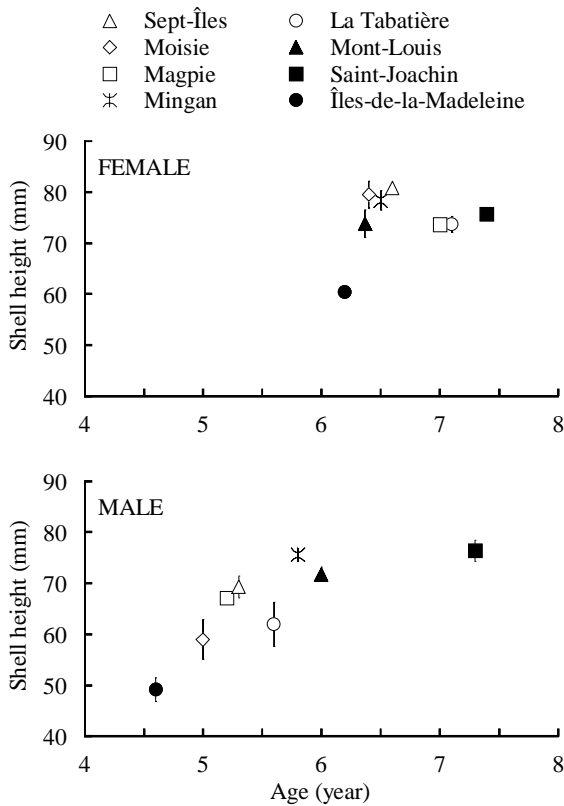 Sept-Îles La Tabatière
Moisie Mont-Louis
Magpie Saint-Joachin
Mingan Îles-de-la-Madeleine
90
FEMALE
80
70
60
50
40
Shell height (mm)
4 5 6 7 8
90
MALE
80
70
60
50
40
Shell height (mm)
4 5 6 7 8
Age (year)